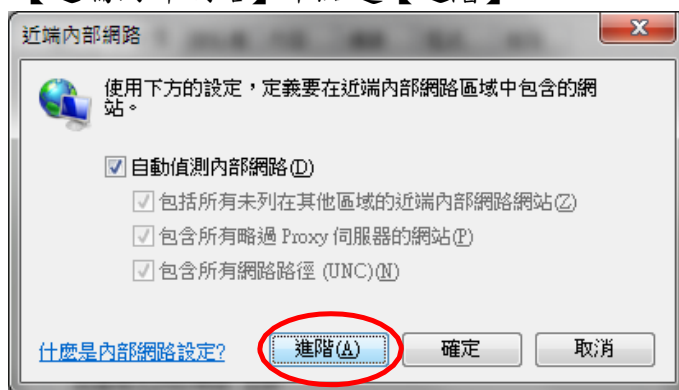 近端內部網路
使用下方的設定，定義要在近端內部網路區域中包含的網
站。
自動偵測內部網路(D)
包括所有未列在其他區域的近端內部網路網站(Z)
包含所有略過 Proxy 伺服器的網站(P)
包含所有網路路徑 (UNC)(N)
什麼是內部網路設定?
進階(A)
確定
取消